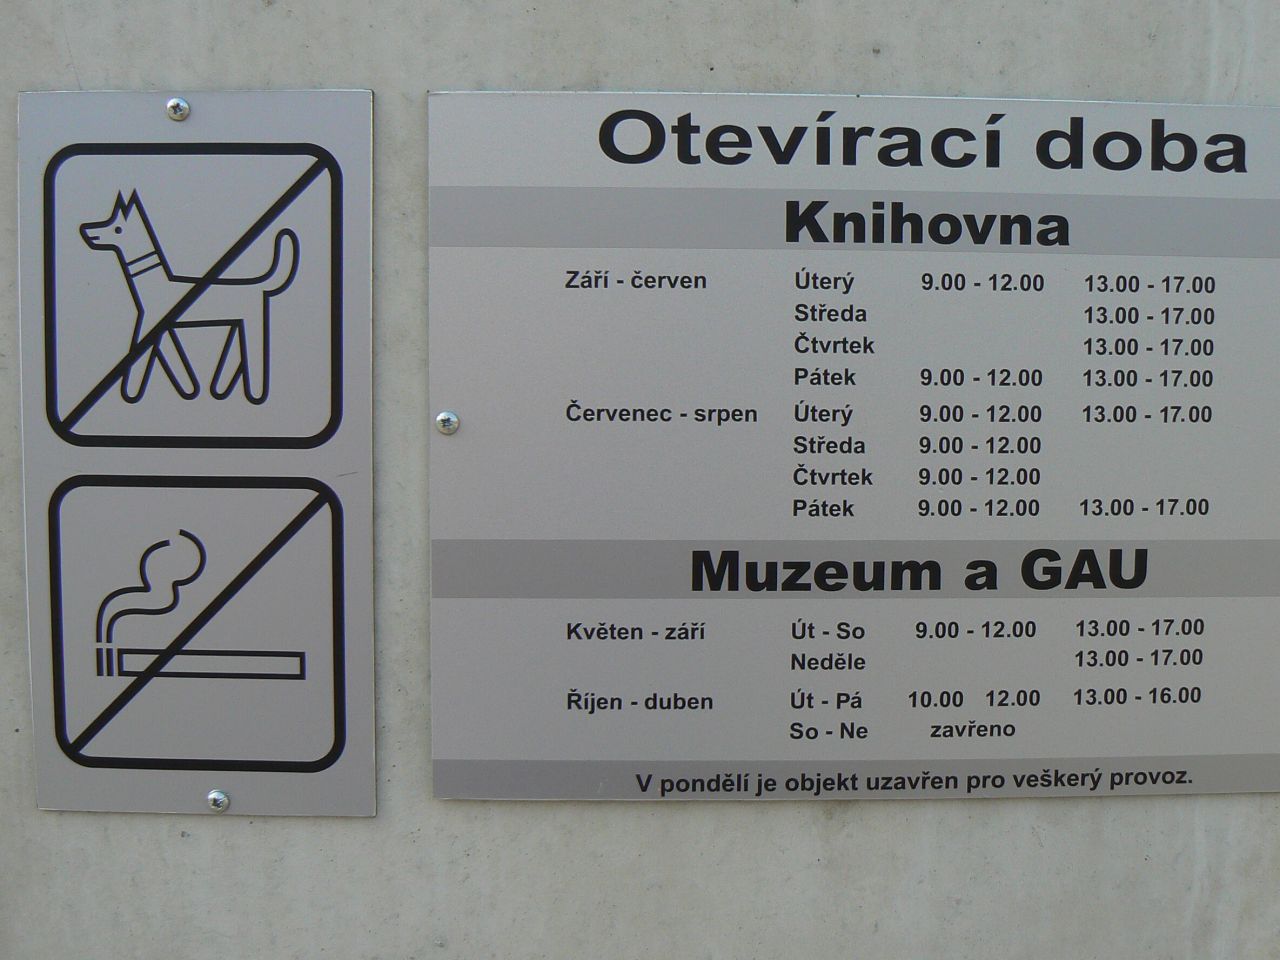 Otevírací doba
Knihovna
Září - červen Úterý 9.00 - 12.00 13.00 - 17.00
Středa 13.00 - 17.00
Čtvrtek 13.00 - 17.00
Pátek 9.00 - 12.00 13.00 - 17.00
Červenec - srpen Úterý 9.00 - 12.00 13.00 - 17.00
Středa 9.00 - 12.00
Čtvrtek 9.00 - 12.00
Pátek 9.00 - 12.00 13.00 - 17.00
Muzeum a GAU
Květen - září Út - So 9.00 - 12.00 13.00 - 17.00
Neděle 13.00 - 17.00
Říjen - duben Út - Pá 10.00 12.00 13.00 - 16.00
So - Ne zavřeno
V pondělí je objekt uzavřen pro veškerý provoz.